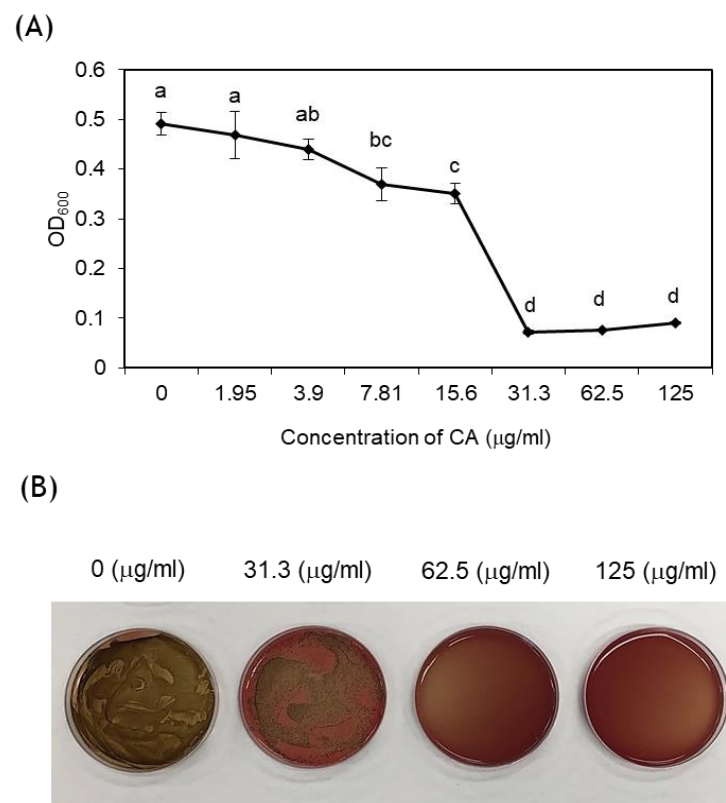 (A)
0.6
0.5
0.4
0.3
0.2
0.1
0
OD600
a
a
ab
bc
c
d
d
d
0 1.95 3.9 7.81 15.6 31.3 62.5 125
Concentration of CA (μg/ml)
(B)
0 (μg/ml) 31.3 (μg/ml) 62.5 (μg/ml) 125 (μg/ml)